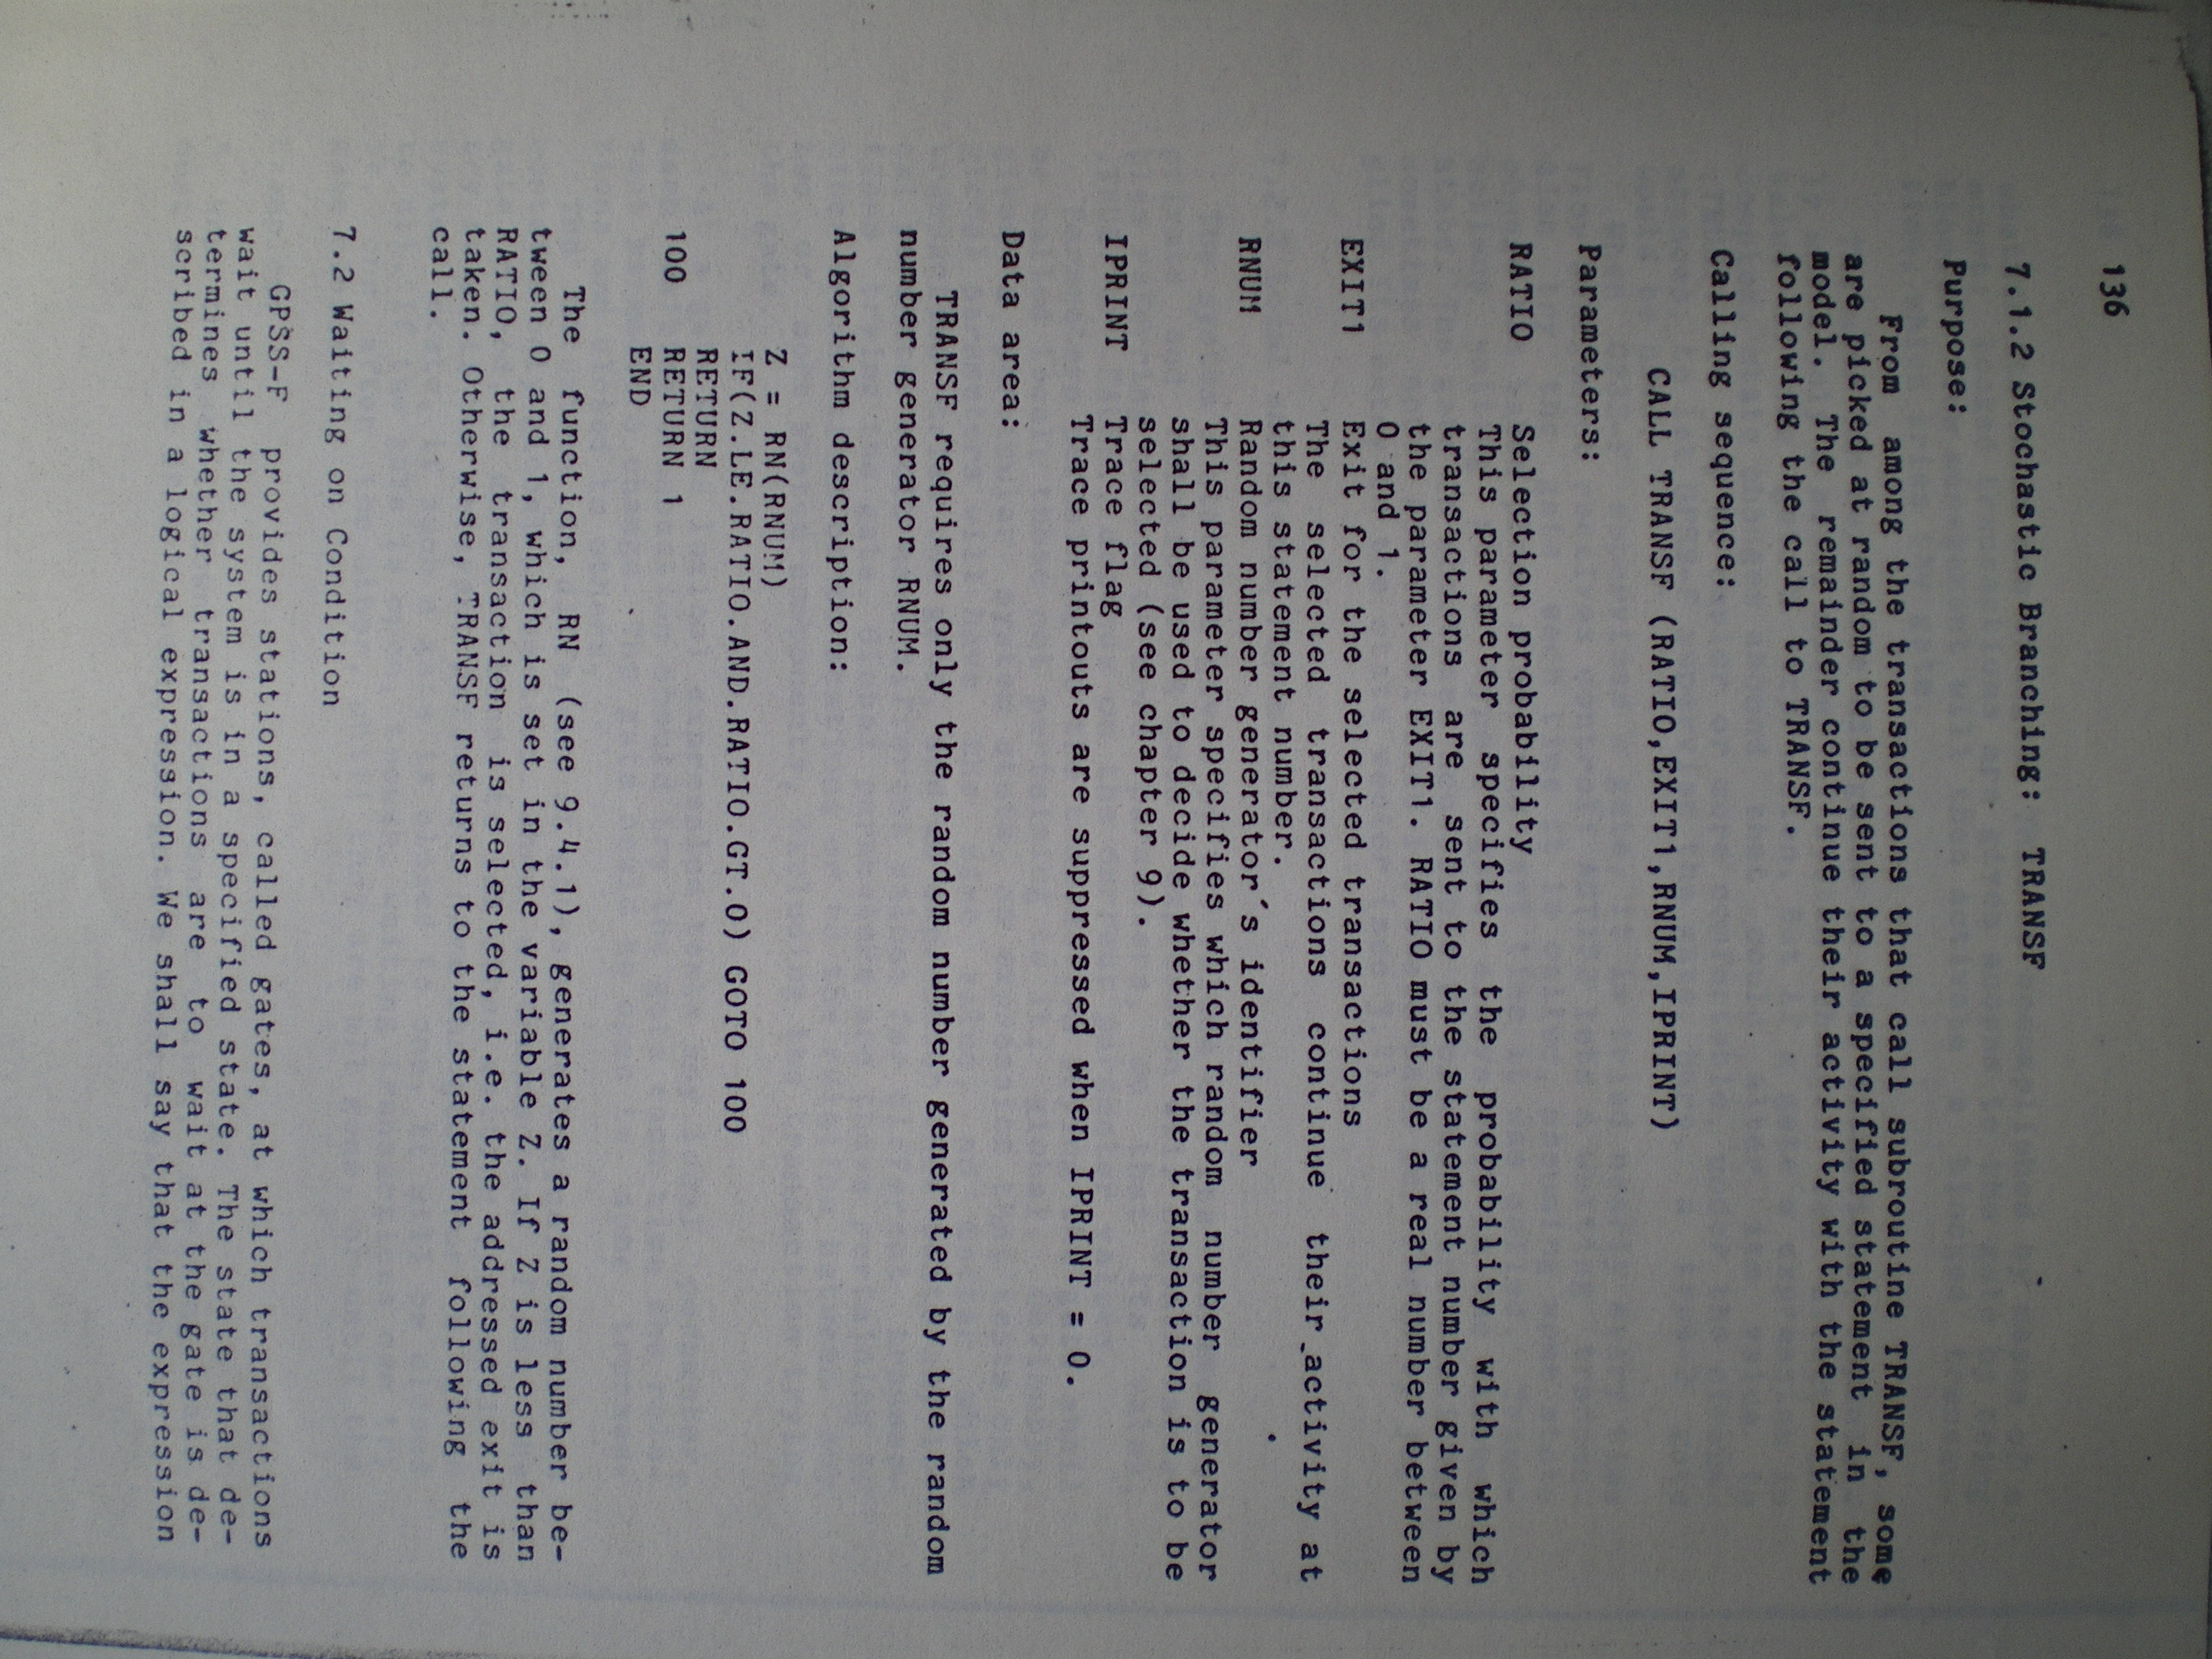 136
7.1.2 Stochastic Branching: TRANSF
Purpose:
From among the transactions that call subroutine TRANSF, some
are picked at random to be sent to a specified statement in the
model. The remainder continue their activity with the statement
following the call to TRANSF.
Calling sequence:
CALL TRANSF (RATIO,EXIT1,RNUM,IPRINT)
Parameters:
RATIO Selection probability
This parameter specifies the probability with which
transactions are sent to the statement number given by
the parameter EXIT1. RATIO must be a real number between
0 and 1.
EXIT1 Exit for the selected transactions
The selected transactions continue their activity at
this statement number.
RNUM Random number generator's identifier
This parameter specifies which random number generator
shall be used to decide whether the transaction is to be
selected (see chapter 9).
IPRINT Trace flag
Trace printouts are suppressed when IPRINT = 0.
Data area:
TRANSF requires only the random number generated by the random
number generator RNUM.
Algorithm description:
Z = RN(RNUM)
IF(Z.LE.RATIO.AND.RATIO.GT.0) GOTO 100
RETURN
100 RETURN 1
END
The function, RN (see 9.4.1), generates a random number be-
tween 0 and 1, which is set in the variable Z. If Z is less than
RATIO, the transaction is selected, i.e. the addressed exit is
taken. Otherwise, TRANSF returns to the statement following the
call.
7.2 Waiting on Condition
GPSS-F provides stations, called gates, at which transactions
wait until the system is in a specified state. The state that de-
termines whether transactions are to wait at the gate is de-
scribed in a logical expression. We shall say that the expression